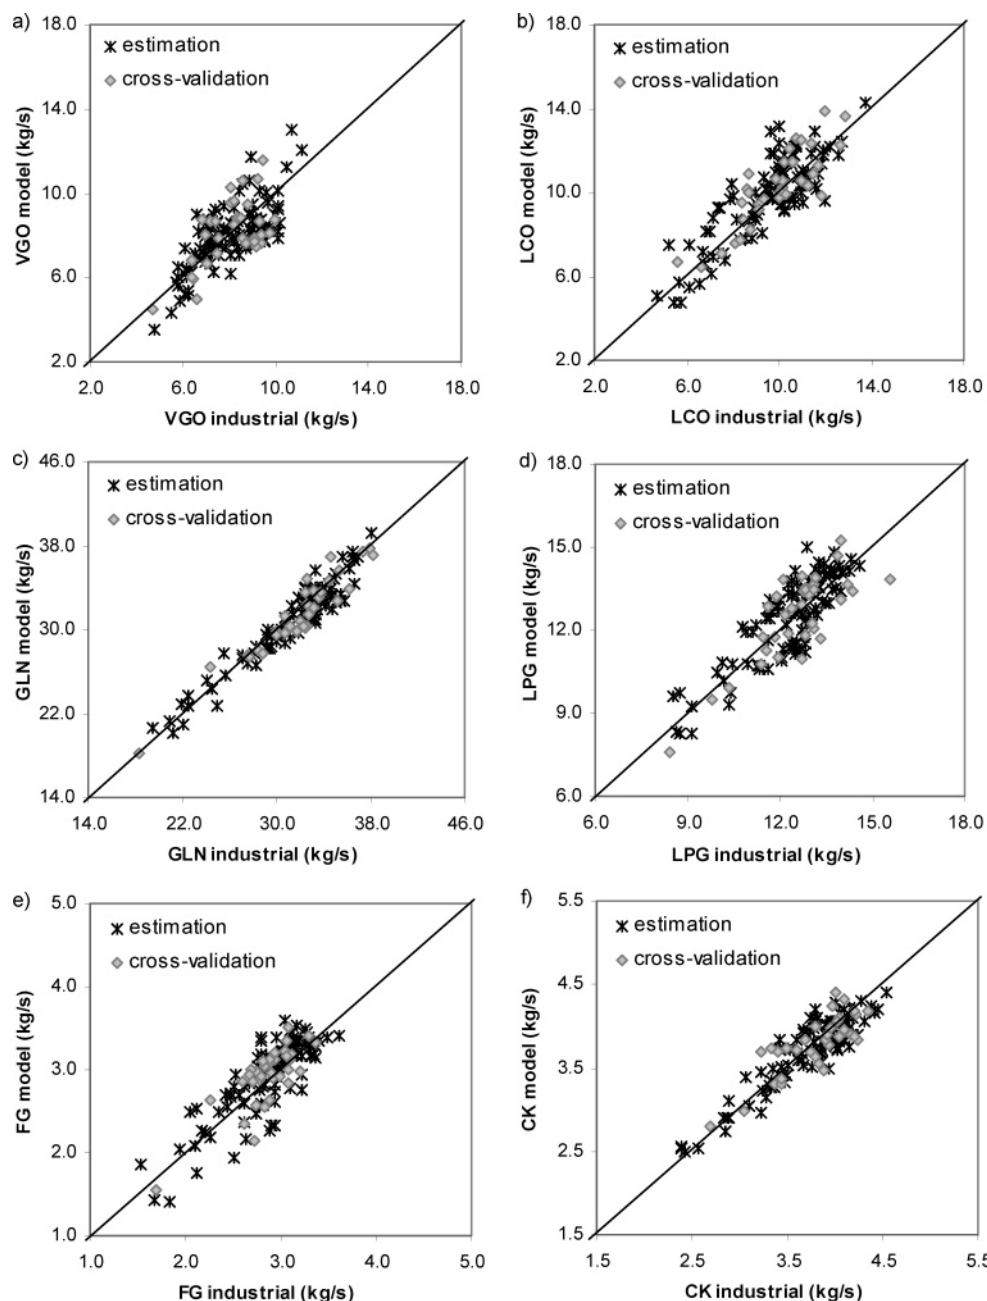 a)
18.0
estimation
cross-validation
14.0
VGO model (kg/s)
10.0
6.0
2.0
2.0 6.0 10.0 14.0 18.0
VGO industrial (kg/s)
b)
18.0
estimation
cross-validation
14.0
LCO model (kg/s)
10.0
6.0
2.0
2.0 6.0 10.0 14.0 18.0
LCO industrial (kg/s)
c)
46.0
estimation
cross-validation
38.0
GLN model (kg/s)
30.0
22.0
14.0
14.0 22.0 30.0 38.0 46.0
GLN industrial (kg/s)
d)
18.0
estimation
cross-validation
15.0
LPG model (kg/s)
12.0
9.0
6.0
6.0 9.0 12.0 15.0 18.0
LPG industrial (kg/s)
e)
5.0
estimation
cross-validation
4.0
FG model (kg/s)
3.0
2.0
1.0
1.0 2.0 3.0 4.0 5.0
FG industrial (kg/s)
f)
5.5
estimation
cross-validation
4.5
CK model (kg/s)
3.5
2.5
1.5
1.5 2.5 3.5 4.5 5.5
CK industrial (kg/s)